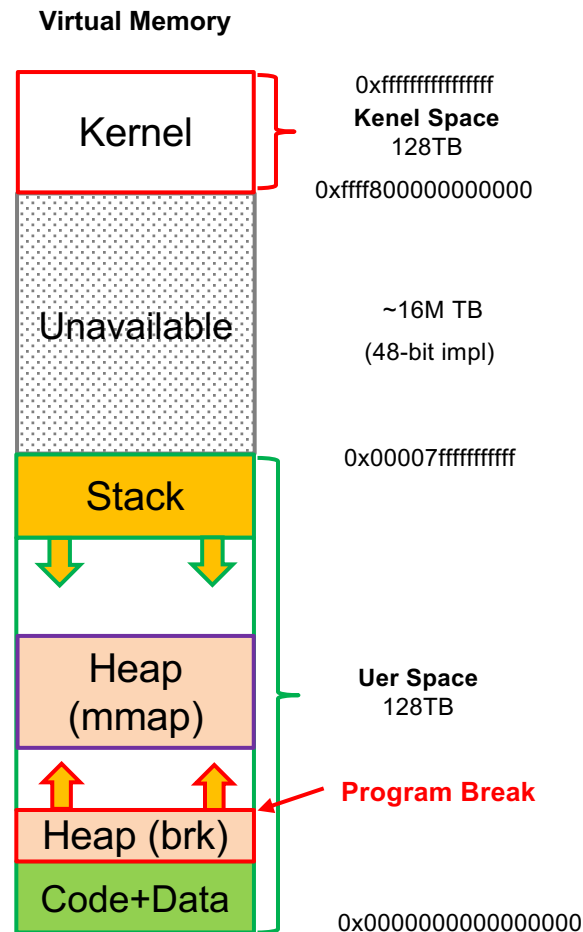 Virtual Memory
Kernel
0xffffffffffffffff
Kenel Space
128TB
0xffff800000000000
Unavailable
~16M TB
(48-bit impl)
0x00007fffffffffff
Stack
Heap
(mmap)
Uer Space
128TB
Program Break
Heap (brk)
Code+Data
0x0000000000000000